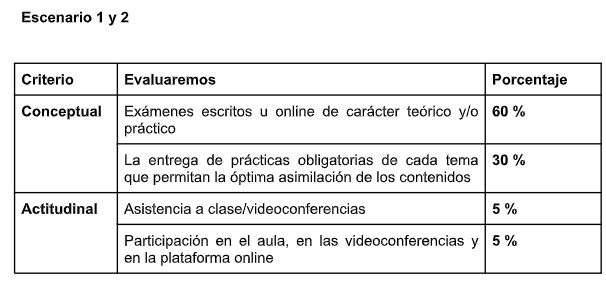 Escenario 1 y 2
Criterio Evaluaremos Porcentaje
Conceptual Exámenes escritos u online de carácter teórico y/o 60 %
práctico
La entrega de prácticas obligatorias de cada tema 30 %
que permitan la óptima asimilación de los contenidos
Actitudinal Asistencia a clase/videoconferencias 5 %
Participación en el aula, en las videoconferencias y 5 %
en la plataforma online